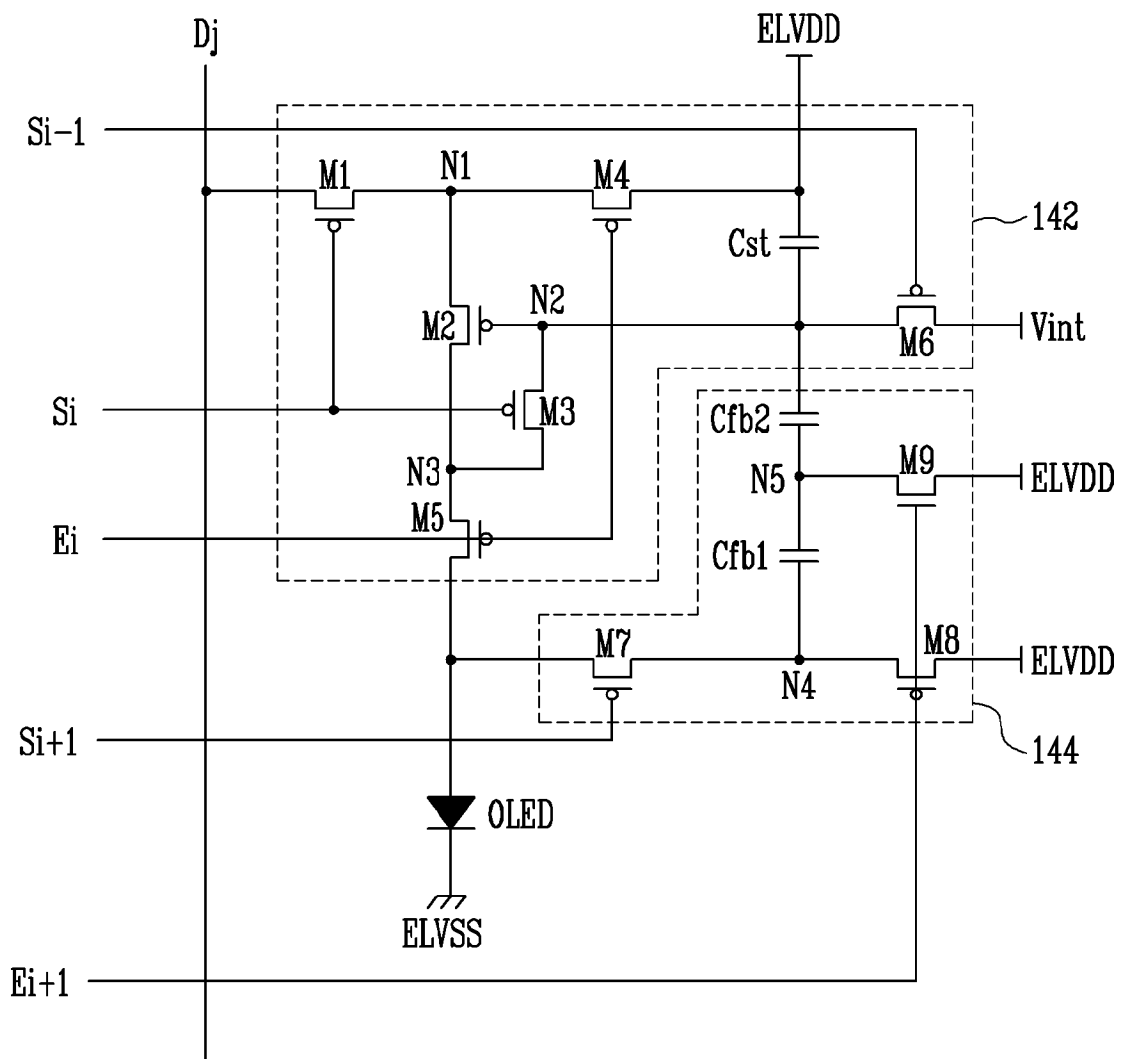 Dj
ELVDD
Si-1
N1
M1
M4
142
Cst
N2
M2
M6
Vint
Si
M3
Cfb2
M9
N3
N5
ELVDD
M5
Ei
Cfb1
M7
M8
N4
ELVDD
Si+1
144
OLED
ELVSS
Ei+1